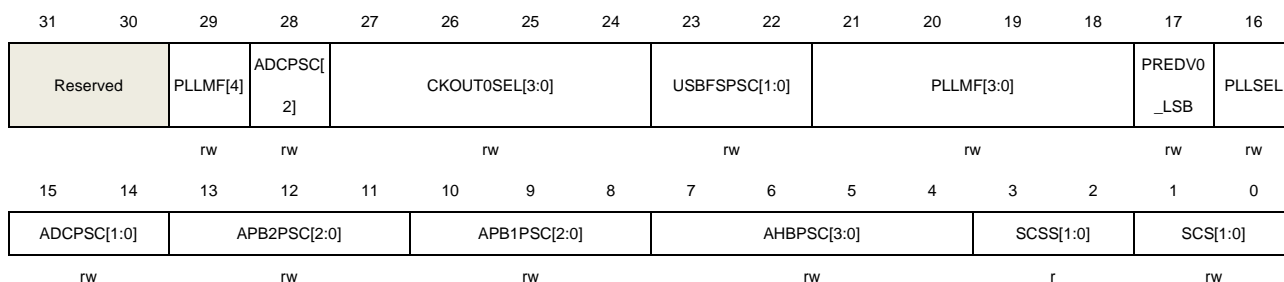 31 30 29 28 27 26 25 24 23 22 21 20 19 18 17 16
Reserved PLLMF[4] ADCPSC[ 2] CKOUT0SEL[3:0] USBFSPSC[1:0] PLLMF[3:0] PREDV0 _LSB PLLSEL
rw rw rw rw rw rw rw
15 14 13 12 11 10 9 8 7 6 5 4 3 2 1 0
ADCPSC[1:0] APB2PSC[2:0] APB1PSC[2:0] AHBPSC[3:0] SCSS[1:0] SCS[1:0]
rw rw rw rw r rw